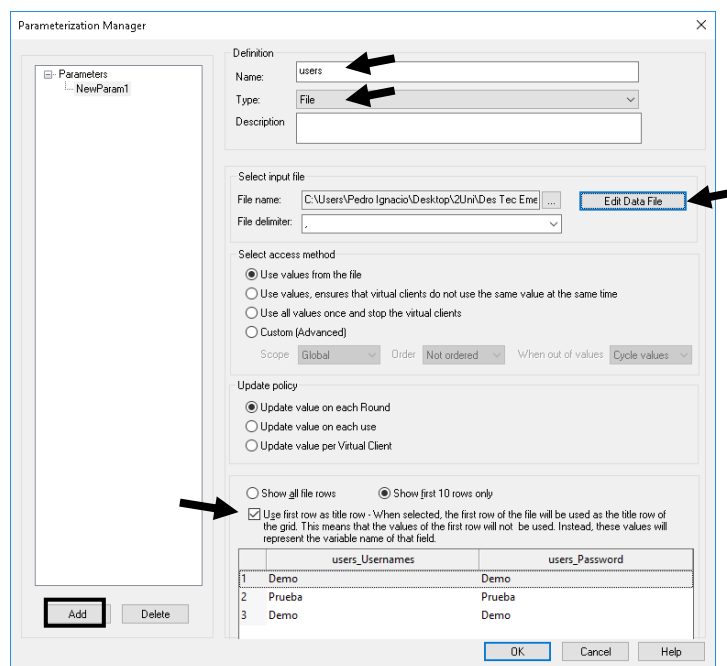 Parameterization Manager
Parameters
NewParam1
Add
Delete
Definition
Name:
users
Type:
File
Description
Select input file
File name:
C:\Users\Pedro Ignacio\Desktop\2Uni\Des Tec Eme
...
Edit Data File
File delimiter:
,
Select access method
Use values from the file
Use values, ensures that virtual clients do not use the same value at the same time
Use all values once and stop the virtual clients
Custom (Advanced)
Scope Global Order Not ordered When out of values Cycle values
Update policy
Update value on each Round
Update value on each use
Update value per Virtual Client
Show all file rows Show first 10 rows only
Use first row as title row - When selected, the first row of the file will be used as the title row of
the grid. This means that the values of the first row will not be used. Instead, these values will
represent the variable name of that field.
users_Usernames users_Password
1 Demo Demo
2 Prueba Prueba
3 Demo Demo
OK Cancel Help